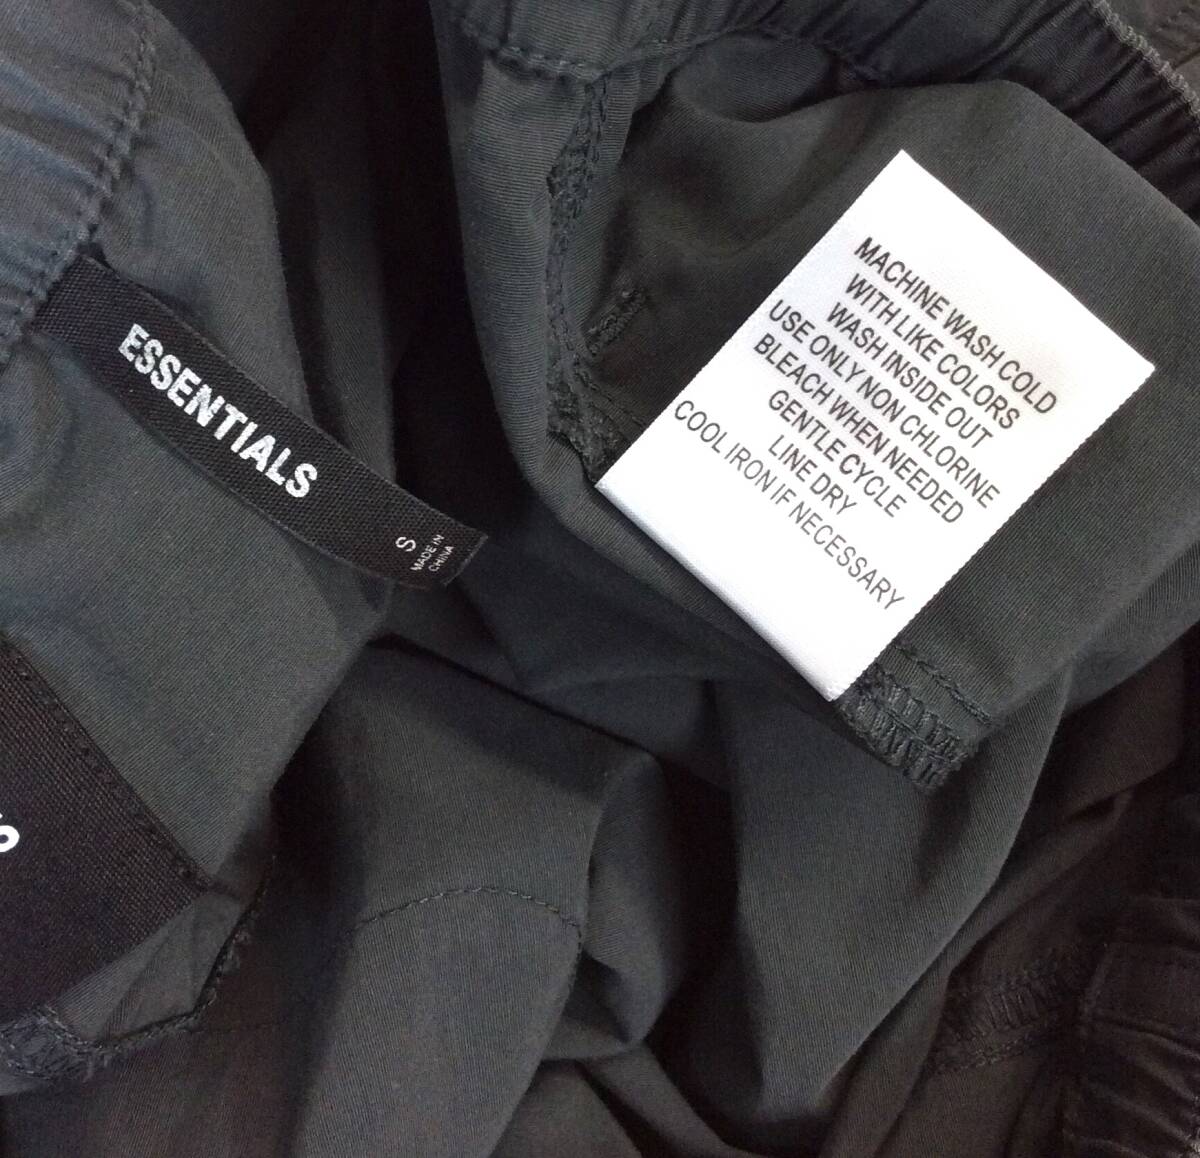 ESSENTIALS
S
MADE IN
CHINA
MACHINE WASH COLD
WITH LIKE COLORS
WASH INSIDE OUT
USE ONLY NON CHLORINE
BLEACH WHEN NEEDED
GENTLE CYCLE
LINE DRY
COOL IRON IF NECESSARY